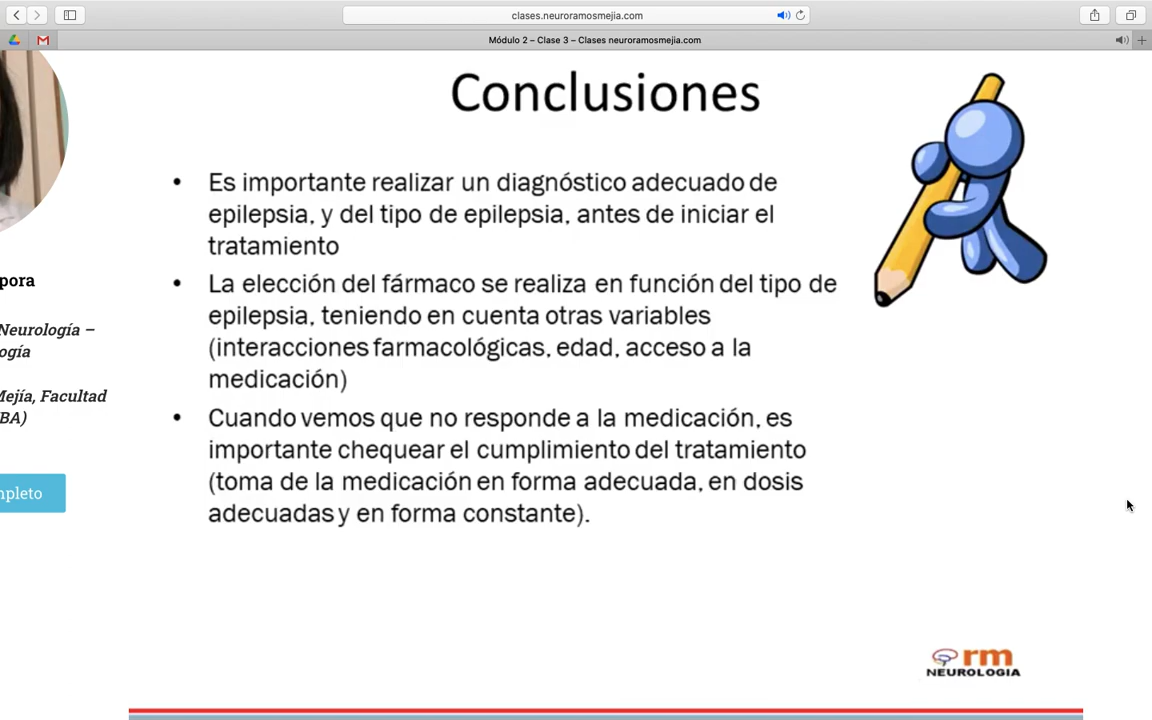 clases.neuroramosmejia.com
Módulo 2 – Clase 3 – Clases neuroramosmejia.com
Conclusiones
• Es importante realizar un diagnóstico adecuado de
epilepsia, y del tipo de epilepsia, antes de iniciar el
tratamiento
• La elección del fármaco se realiza en función del tipo de
epilepsia, teniendo en cuenta otras variables
(interacciones farmacológicas, edad, acceso a la
medicación)
• Cuando vemos que no responde a la medicación, es
importante chequear el cumplimiento del tratamiento
(toma de la medicación en forma adecuada, en dosis
adecuadas y en forma constante).
pora
Neurología –
ogía
Mejía, Facultad
BA)
mpleto
rm
NEUROLOGIA